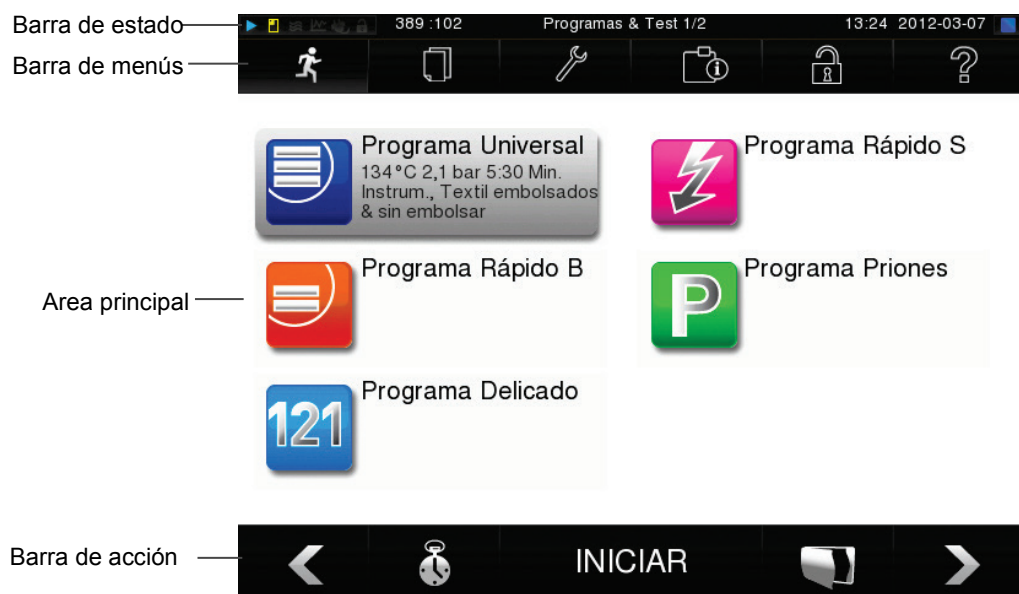 Barra de estado
389 :102
Programas & Test 1/2
13:24 2012-03-07
Barra de menús
Programa Universal
134°C 2,1 bar 5:30 Min.
Instrum., Textil embolsados
& sin embolsar
Programa Rápido S
Programa Rápido B
P
Programa Priones
Area principal
121
Programa Delicado
Barra de acción
INICIAR